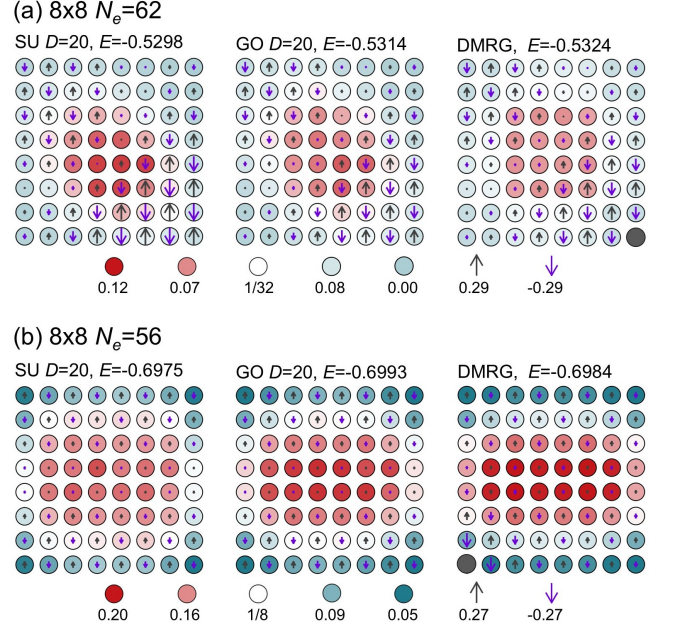 (a) 8x8 Nₑ=62
SU D=20, E=-0.5298
GO D=20, E=-0.5314
DMRG, E=-0.5324
0.12
0.07
1/32
0.08
0.00
0.29
-0.29
(b) 8x8 Nₑ=56
SU D=20, E=-0.6975
GO D=20, E=-0.6993
DMRG, E=-0.6984
0.20
0.16
1/8
0.09
0.05
0.27
-0.27